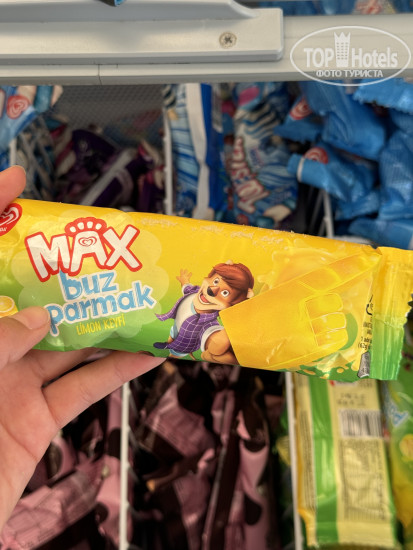 TOP Hotels
ФОТО ТУРИСТА
MAX
buz
parmak
LİMON KEYFİ